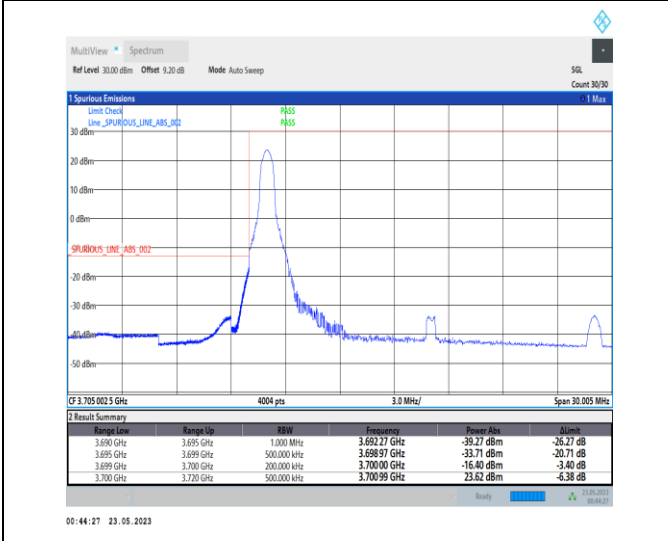 MultiView Spectrum
Ref Level 30.00 dBm Offset 9.20 dB Mode Auto Sweep SGL
Count 30/30
1 Spurious Emissions 1 Max
Limit Check PASS
Line _SPURIOUS_LINE_ABS_002 PASS
30 dBm
20 dBm
10 dBm
0 dBm
_SPURIOUS_LINE_ABS_002
-20 dBm
-30 dBm
-40 dBm
-50 dBm
CF 3.705 002 5 GHz 4004 pts 3.0 MHz/ Span 30.005 MHz
2 Result Summary
Range Low Range Up RBW Frequency Power Abs ΔLimit
3.690 GHz 3.695 GHz 1.000 MHz 3.692 27 GHz -39.27 dBm -26.27 dB
3.695 GHz 3.699 GHz 500.000 kHz 3.698 97 GHz -33.71 dBm -20.71 dB
3.699 GHz 3.700 GHz 200.000 kHz 3.700 00 GHz -16.40 dBm -3.40 dB
3.700 GHz 3.720 GHz 500.000 kHz 3.700 99 GHz 23.62 dBm -6.38 dB
Ready 23.05.2023
00:44:27
00:44:27 23.05.2023